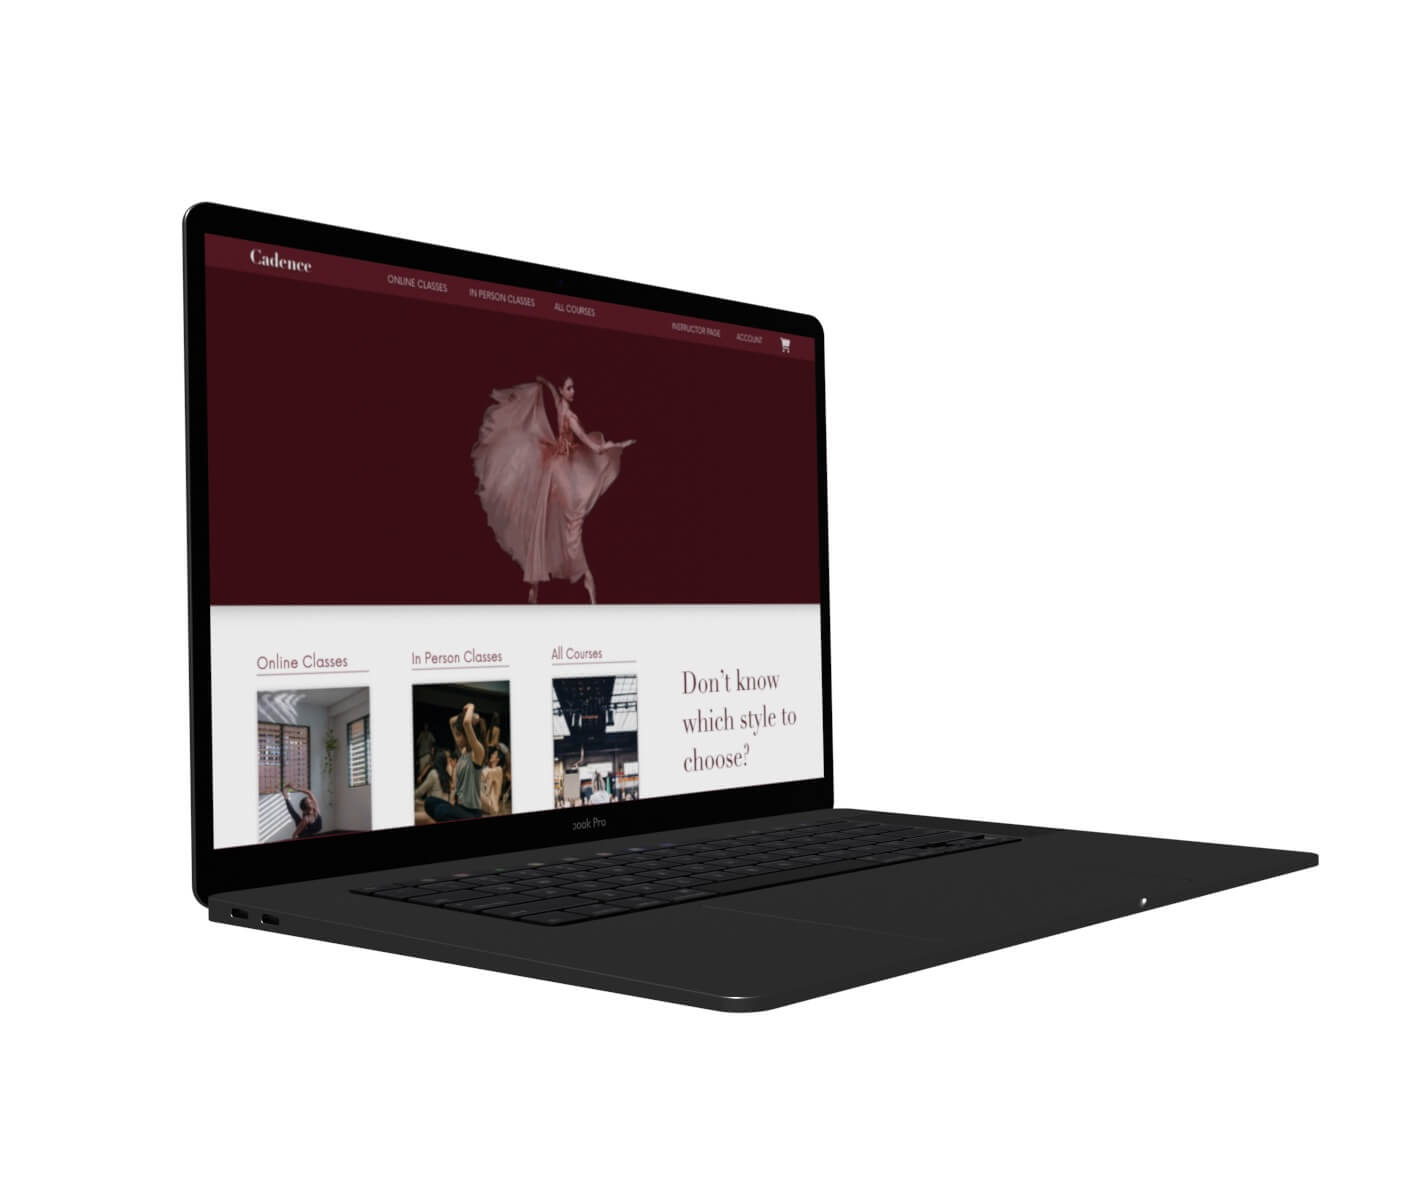 Cadence
ONLINE CLASSES
IN PERSON CLASSES
ALL COURSES
INSTRUCTOR PAGE
ACCOUNT
Online Classes
In Person Classes
All Courses
Don't know
which style to
choose?
book Pro